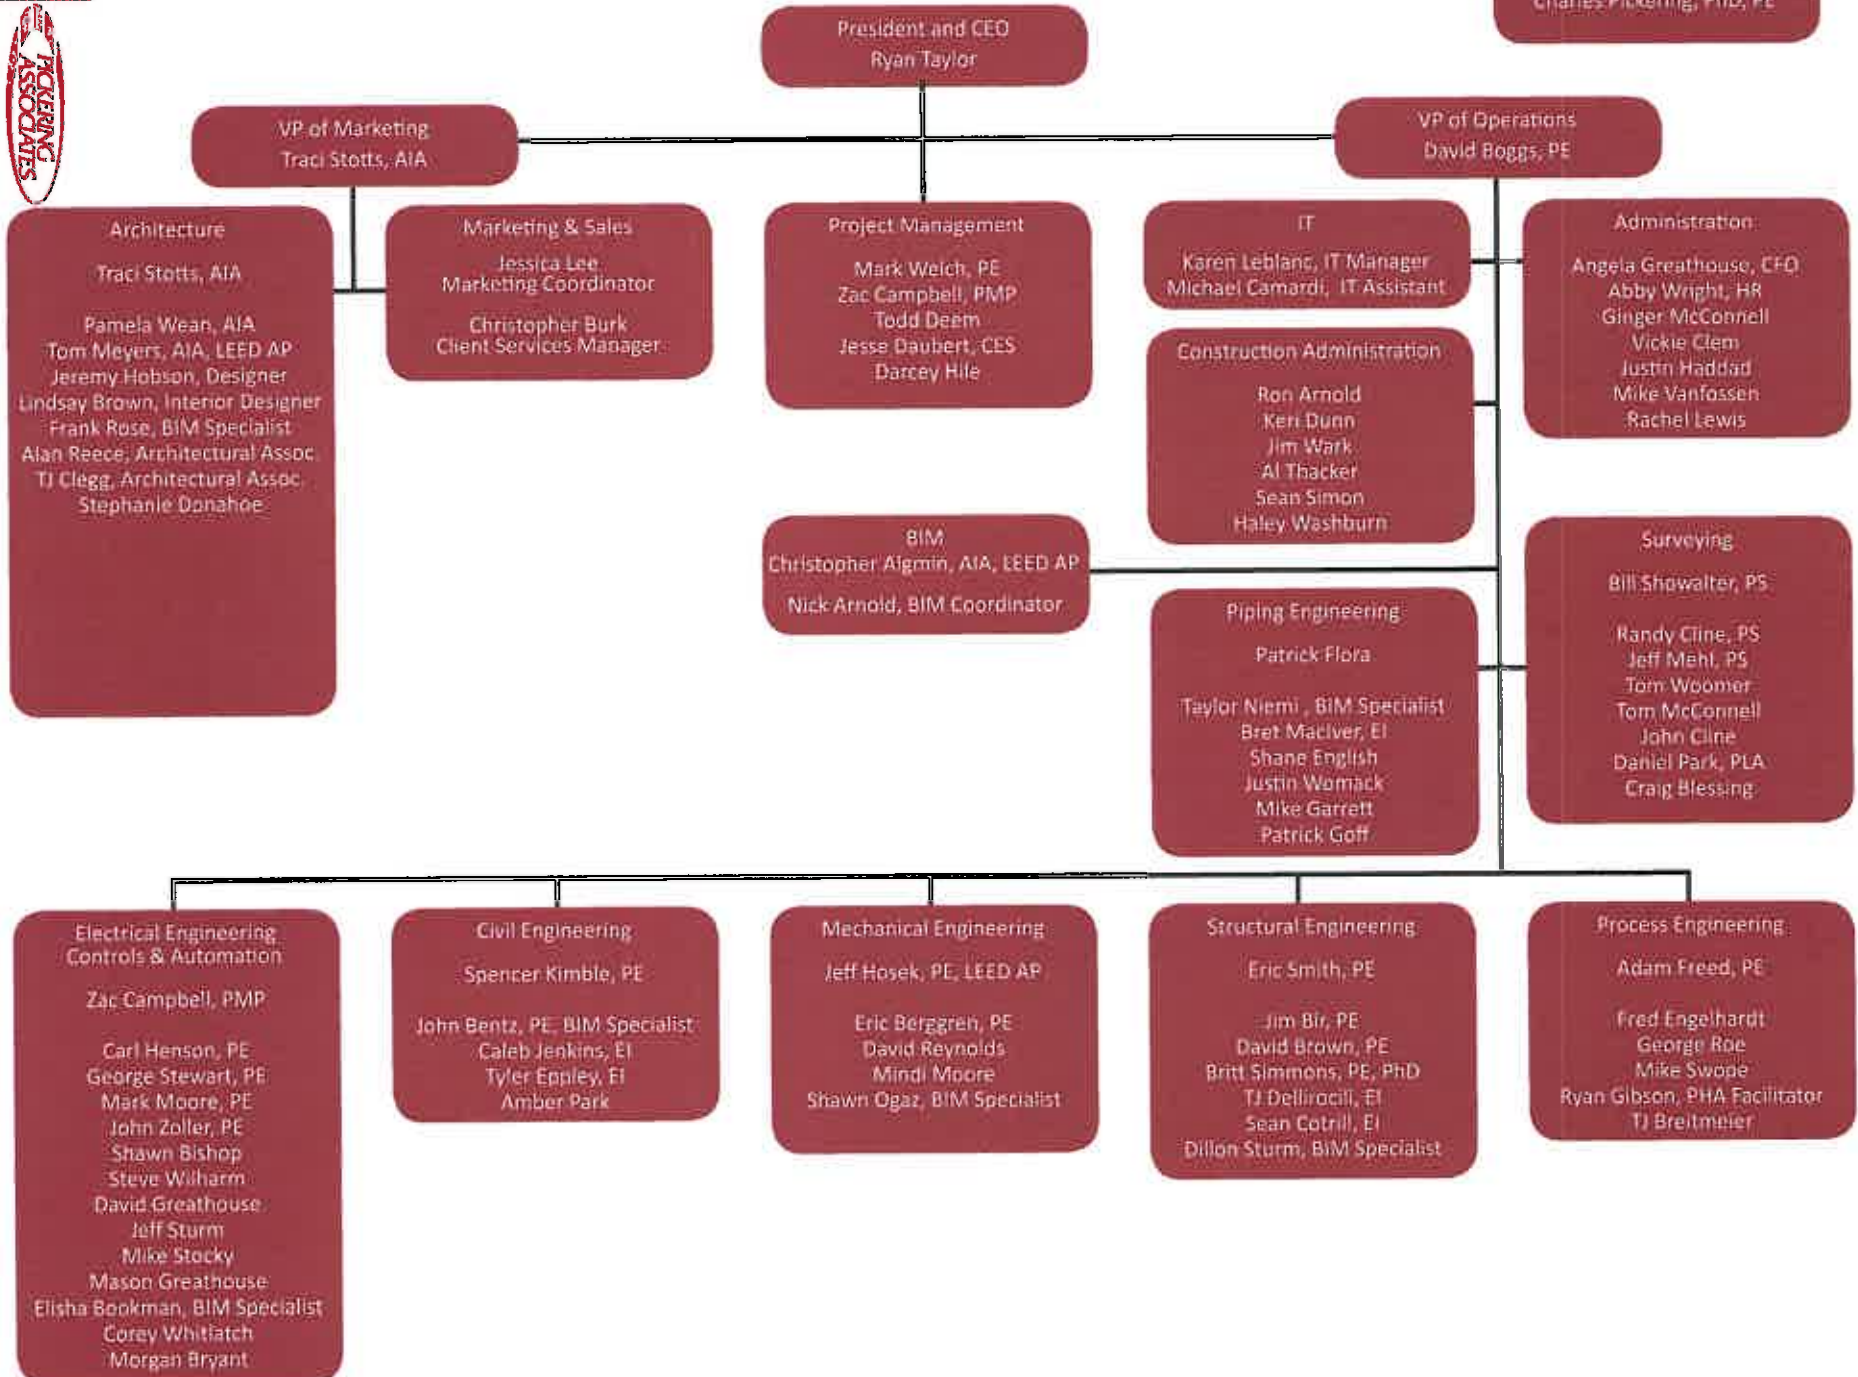 PICKERING
ASSOCIATES
Charles Pickering, PhD, PE
President and CEO
Ryan Taylor
VP of Marketing
Traci Stotts, AIA
VP of Operations
David Boggs, PE
Architecture
Traci Stotts, AIA
Pamela Wean, AIA
Tom Meyers, AIA, LEED AP
Jeremy Hobson, Designer
Lindsay Brown, Interior Designer
Frank Rose, BIM Specialist
Alan Reece, Architectural Assoc.
TJ Clegg, Architectural Assoc.
Stephanie Donahoe
Marketing & Sales
Jessica Lee
Marketing Coordinator
Christopher Burk
Client Services Manager
Project Management
Mark Welch, PE
Zac Campbell, PMP
Todd Deem
Jesse Daubert, CES
Darcey Hile
IT
Karen Leblanc, IT Manager
Michael Camardi, IT Assistant
Administration
Angela Greathouse, CFO
Abby Wright, HR
Ginger McConnell
Vickie Clem
Justin Haddad
Mike Vanfossen
Rachel Lewis
Construction Administration
Ron Arnold
Keri Dunn
Jim Wark
Al Thacker
Sean Simon
Haley Washburn
BIM
Christopher Algmin, AIA, LEED AP
Nick Arnold, BIM Coordinator
Surveying
Bill Showalter, PS
Randy Cline, PS
Jeff Mehl, PS
Tom Woomer
Tom McConnell
John Cline
Daniel Park, PLA
Craig Blessing
Piping Engineering
Patrick Flora
Taylor Niemi , BIM Specialist
Bret MacIver, EI
Shane English
Justin Womack
Mike Garrett
Patrick Goff
Electrical Engineering
Controls & Automation
Zac Campbell, PMP
Carl Henson, PE
George Stewart, PE
Mark Moore, PE
John Zoller, PE
Shawn Bishop
Steve Wilharm
David Greathouse
Jeff Sturm
Mike Stocky
Mason Greathouse
Elisha Bookman, BIM Specialist
Corey Whitlatch
Morgan Bryant
Civil Engineering
Spencer Kimble, PE
John Bentz, PE, BIM Specialist
Caleb Jenkins, EI
Tyler Eppley, EI
Amber Park
Mechanical Engineering
Jeff Hosek, PE, LEED AP
Eric Berggren, PE
David Reynolds
Mindi Moore
Shawn Ogaz, BIM Specialist
Structural Engineering
Eric Smith, PE
Jim Bir, PE
David Brown, PE
Britt Simmons, PE, PhD
TJ Dellirocili, EI
Sean Cotrill, EI
Dillon Sturm, BIM Specialist
Process Engineering
Adam Freed, PE
Fred Engelhardt
George Roe
Mike Swope
Ryan Gibson, PHA Facilitator
TJ Breitmeier